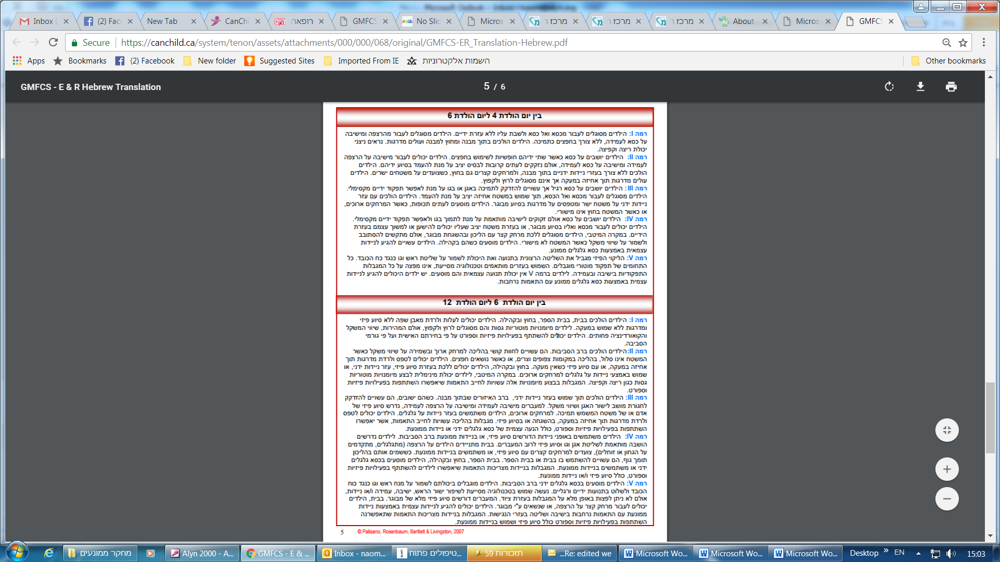 Inbox (
(2) Fac
New Tab
CanChi
רופאה
GMFCS
No Slid
Micros
מרכז ר
מרכז ר
מרכז ר
About
Micros
GMFCS
Secure https://canchild.ca/system/tenon/assets/attachments/000/000/068/original/GMFCS-ER_Translation-Hebrew.pdf
Apps Bookmarks (2) Facebook New folder Suggested Sites Imported From IE השמות אלקטרוניות Other bookmarks
GMFCS - E & R Hebrew Translation 5 / 6
בין יום הולדת 4 ליום הולדת 6
רמה I: הילדים מסוגלים לעבור מכסא ואל כסא ולשבת עליו ללא עזרת ידיים. הילדים מסוגלים לעבור מהרצפה ומישיבה
על כסא לעמידה, ללא צורך בחפצים כתמיכה. הילדים הולכים בתוך מבנה ומחוץ למבנה ועולים מדרגות. נראים ניצני
יכולת ריצה וקפיצה.
רמה II: הילדים יושבים על כסא כאשר שתי ידיהם חופשיות לשימוש בחפצים. הילדים יכולים לעבור מישיבה על הרצפה
לעמידה ומישיבה על כסא לעמידה, אולם נזקקים לעתים קרובות לבסיס יציב על מנת להעמד בסיוע ידיהם. הילדים
הולכים ללא צורך בעזרי ניידות ידניים בתוך מבנה, ולמרחקים קצרים גם בחוץ, כשצועדים על משטחים ישרים. הילדים
עולים מדרגות תוך אחיזה במעקה אך אינם מסוגלים לרוץ ולקפוץ.
רמה III: הילדים יושבים על כסא רגיל אך עשויים להזדקק לתמיכה באגן או בגו על מנת לאפשר תפקוד ידיים מקסימלי.
הילדים מסוגלים לעבור מכסא ואל הכסא, תוך שמוש במשטח אחיזה יציב על מנת להעמד. הילדים הולכים עם עזר
ניידות ידני על משטח ישר ומטפסים על מדרגות בסיוע מבוגר. הילדים מוסעים לעתים תכופות, כאשר המרחקים ארוכים,
או כאשר המשטח בחוץ אינו מישורי.
רמה IV: הילדים יושבים על כסא אולם זקוקים לישיבה מותאמת על מנת לתמוך בגו ולאפשר תפקוד ידיים מקסימלי.
הילדים יכולים לעבור מכסא ואליו בסיוע מבוגר, או בעזרת משטח יציב שעליו יכולים להישען או למשוך עצמם בעזרת
הידיים. במקרה המיטבי, הילדים מסוגלים ללכת מרחק קצר עם הליכון ובהשגחת מבוגר, אולם מתקשים להסתובב
ולשמור על שיווי משקל כאשר המשטח לא מישורי. הילדים מוסעים כשהם בקהילה. הילדים עשויים להגיע לניידות
עצמאית באמצעות כסא גלגלים ממונע.
רמה V: הליקוי הפיזי מגביל את השליטה הרצונית בתנועה ואת היכולת לשמור על שליטת ראש וגו כנגד כח הכובד. כל
התחומים של תפקוד מוטורי מוגבלים. השמוש בעזרים מותאמים וטכנולוגיה מסייעת, אינו מפצה על כל המגבלות
התפקודיות בישיבה ובעמידה. לילדים ברמה V אין יכולת תנועה עצמאית והם מוסעים. יש ילדים היכולים להגיע לניידות
עצמית באמצעות כסא גלגלים ממונע עם התאמות נרחבות.
בין יום הולדת 6 ליום הולדת 12
רמה I: הילדים הולכים בבית, בבית הספר, בחוץ ובקהילה. הילדים יכולים לעלות ולרדת מאבן שפה ללא סיוע פיזי
ומדרגות ללא שמוש במעקה. לילדים מיומנויות מוטוריות גסות והם מסוגלים לרוץ ולקפוץ, אולם המהירות, שיווי המשקל
והקואורדינציה פחותים. הילדים יכולים להשתתף בפעילויות פיזיות וספורט על פי בחירתם האישית ועל פי גורמי
הסביבה.
רמה II:הילדים הולכים ברב הסביבות. הם עשויים לחוות קושי בהליכה למרחק ארוך ובשמירה על שיווי משקל כאשר
המשטח אינו סלול, בהליכה במקומות צפופים וצרים, או כאשר נושאים חפצים. הילדים יכולים לטפס ולרדת מדרגות תוך
אחיזה במעקה, או עם סיוע פיזי כשאין מעקה. בחוץ ובקהילה, הילדים יכולים ללכת בעזרת סיוע פיזי, עזר ניידות ידני, או
שמוש באמצעי ניידות על גלגלים למרחקים ארוכים. במקרה המיטבי, לילדים יכולת מינימלית לבצע מיומנויות מוטוריות
גסות כגון ריצה וקפיצה. המגבלות בבצוע מיומנויות אלה עשויות לחייב התאמות שיאפשרו השתתפות בפעילויות פיזיות
וספורט.
רמה III: הילדים הולכים תוך שמוש בעזר ניידות ידני, ברב האיזורים שבתוך מבנה. כשהם ישובים, הם עשויים להזדקק
לחגורת מושב לישור האגן ושיווי משקל. למעברים מישיבה לעמידה ומישיבה על הרצפה לעמידה, נדרש סיוע פיזי של
אדם או של משטח המשמש תמיכה. למרחקים ארוכים, הילדים משתמשים בעזר ניידות על גלגלים. הילדים יכולים לטפס
ולרדת מדרגות תוך אחיזה במעקה, בהשגחה או בסיוע פיזי. מגבלות בהליכה עשויות לחייב התאמות, אשר יאפשרו
השתתפות בפעילויות פיזיות וספורט, כולל הנעה עצמית של כסא גלגלים ידני או ניידות ממונעת.
רמה IV: הילדים משתמשים באופני ניידות הדורשים סיוע פיזי, או בניידות ממונעת ברב הסביבות. לילדים נדרשים
הושבה מותאמת לשליטת אגן וגו וסיוע פיזי לרוב המעברים. בבית מתניידים הילדים על הרצפה (מתגלגלים, מתקדמים
על הגחון או זוחלים), צועדים למרחקים קצרים עם סיוע פיזי, או משתמשים בניידות ממונעת. כששמים אותם בהליכון
תומך גוף, הם עשויים להשתמש בו בבית או בבית הספר. בבית הספר, בחוץ ובקהילה, הילדים מוסעים בכסא גלגלים
ידני או משתמשים בניידות ממונעת. המגבלות בניידות מצריכות התאמות שיאפשרו לילדים להשתתף בפעילויות פיזיות
וספורט, כולל סיוע פיזי ו/או ניידות ממונעת.
רמה V: הילדים מוסעים בכסא גלגלים ידני ברב הסביבות. הילדים מוגבלים ביכולתם לשמור על מנח ראש וגו כנגד כוח
הכובד ולשלוט בתנועות ידיים ורגליים. נעשה שמוש בטכנולוגיה מסייעת לשיפור ישור הראש, ישיבה, עמידה ו/או ניידות,
אולם לא ניתן לפצות באופן מלא על המגבלות בעזרת ציוד. המעברים דורשים סיוע פיזי מלא של מבוגר. בבית, הילדים
יכולים לעבור מרחק קצר על הרצפה, או שנשאים ע"י מבוגר. הילדים יכולים להגיע לניידות עצמית באמצעות ניידות
ממונעת עם התאמות נרחבות בישיבה ושליטה בעזרי הנגישות. המגבלות בניידות מצריכות התאמות שתאפשרנה
השתתפות בפעילויות פיזיות וספורט כולל סיוע פיזי ושמוש בניידות ממונעת.
5 © Palisano, Rosenbaum, Bartlett & Livingston, 2007
מחקר ממונעים
Alyn 2000 - A...
GMFCS - E & ...
Inbox - naom...
טיפולים פתוח...
59 תזכורות
Re: edited we...
Microsoft Wo...
Microsoft Wo...
Microsoft Wo...
Desktop » EN 15:03